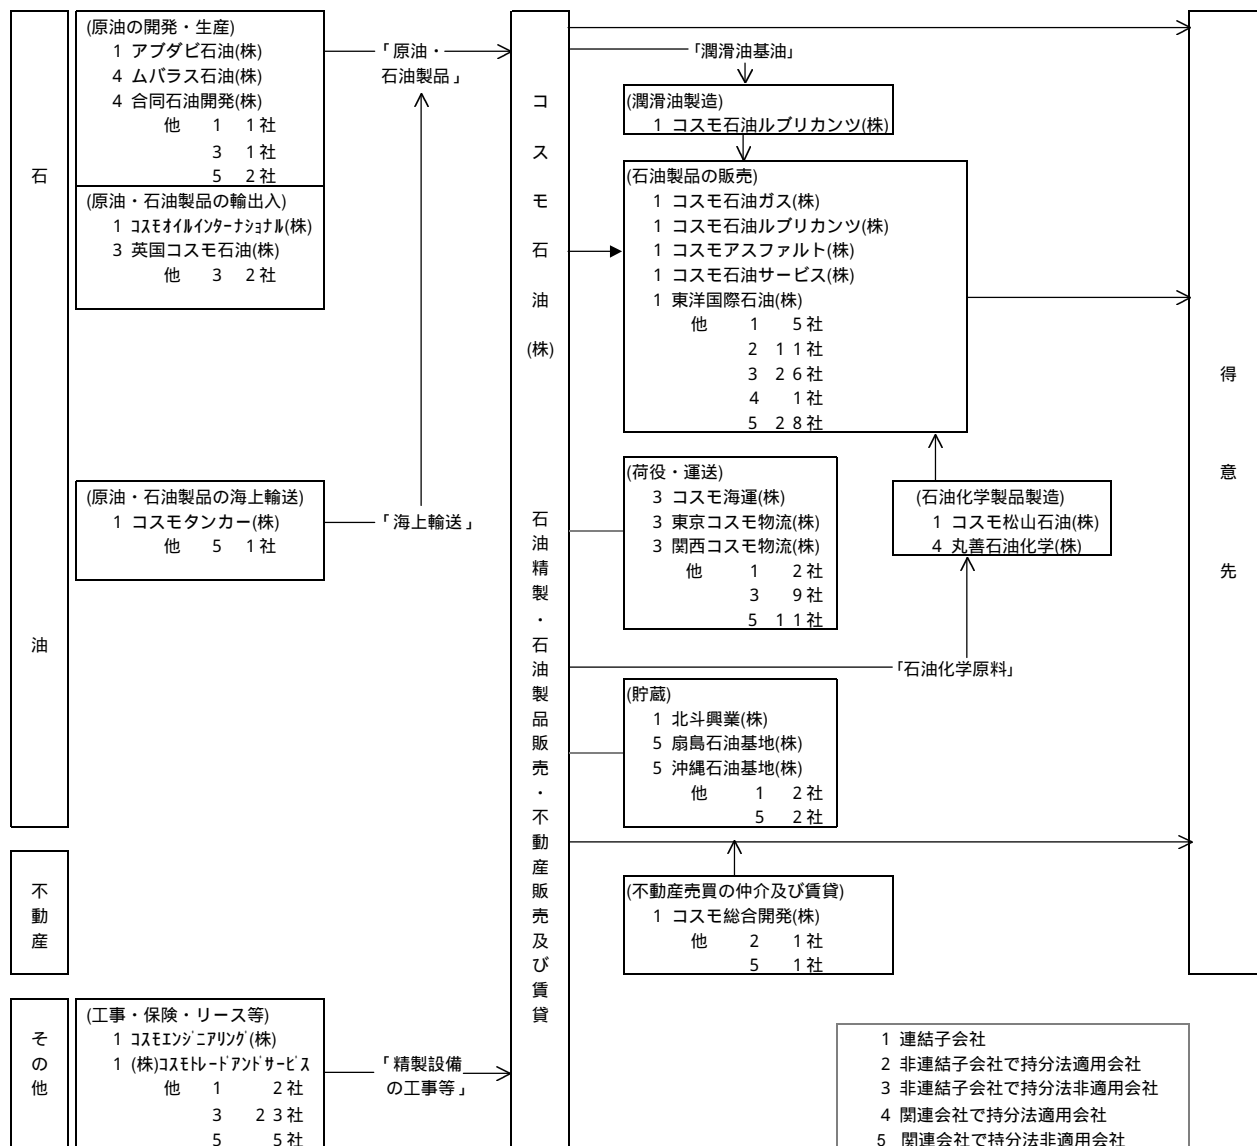 石油
(原油の開発・生産)
1 アブダビ石油(株)
4 ムバラス石油(株)
4 合同石油開発(株)
他 1 1社
3 1社
5 2社
(原油・石油製品の輸出入)
1 コスモオイルインターナショナル(株)
3 英国コスモ石油(株)
他 3 2社
「原油・
石油製品」
(原油・石油製品の海上輸送)
1 コスモタンカー(株)
他 5 1社
「海上輸送」
不動産
その他
(工事・保険・リース等)
1 コスモエンジニアリング(株)
1 (株)コスモトレードアンドサービス
他 1 2社
3 23社
5 5社
「精製設備
の工事等」
コスモ石油(株)
石油精製・石油製品販売・不動産販売及び賃貸
「潤滑油基油」
(潤滑油製造)
1 コスモ石油ルブリカンツ(株)
(石油製品の販売)
1 コスモ石油ガス(株)
1 コスモ石油ルブリカンツ(株)
1 コスモアスファルト(株)
1 コスモ石油サービス(株)
1 東洋国際石油(株)
他 1 5社
2 11社
3 26社
4 1社
5 28社
(荷役・運送)
3 コスモ海運(株)
3 東京コスモ物流(株)
3 関西コスモ物流(株)
他 1 2社
3 9社
5 11社
(石油化学製品製造)
1 コスモ松山石油(株)
4 丸善石油化学(株)
「石油化学原料」
(貯蔵)
1 北斗興業(株)
5 扇島石油基地(株)
5 沖縄石油基地(株)
他 1 2社
5 2社
(不動産売買の仲介及び賃貸)
1 コスモ総合開発(株)
他 2 1社
5 1社
得意先
1 連結子会社
2 非連結子会社で持分法適用会社
3 非連結子会社で持分法非適用会社
4 関連会社で持分法適用会社
5 関連会社で持分法非適用会社